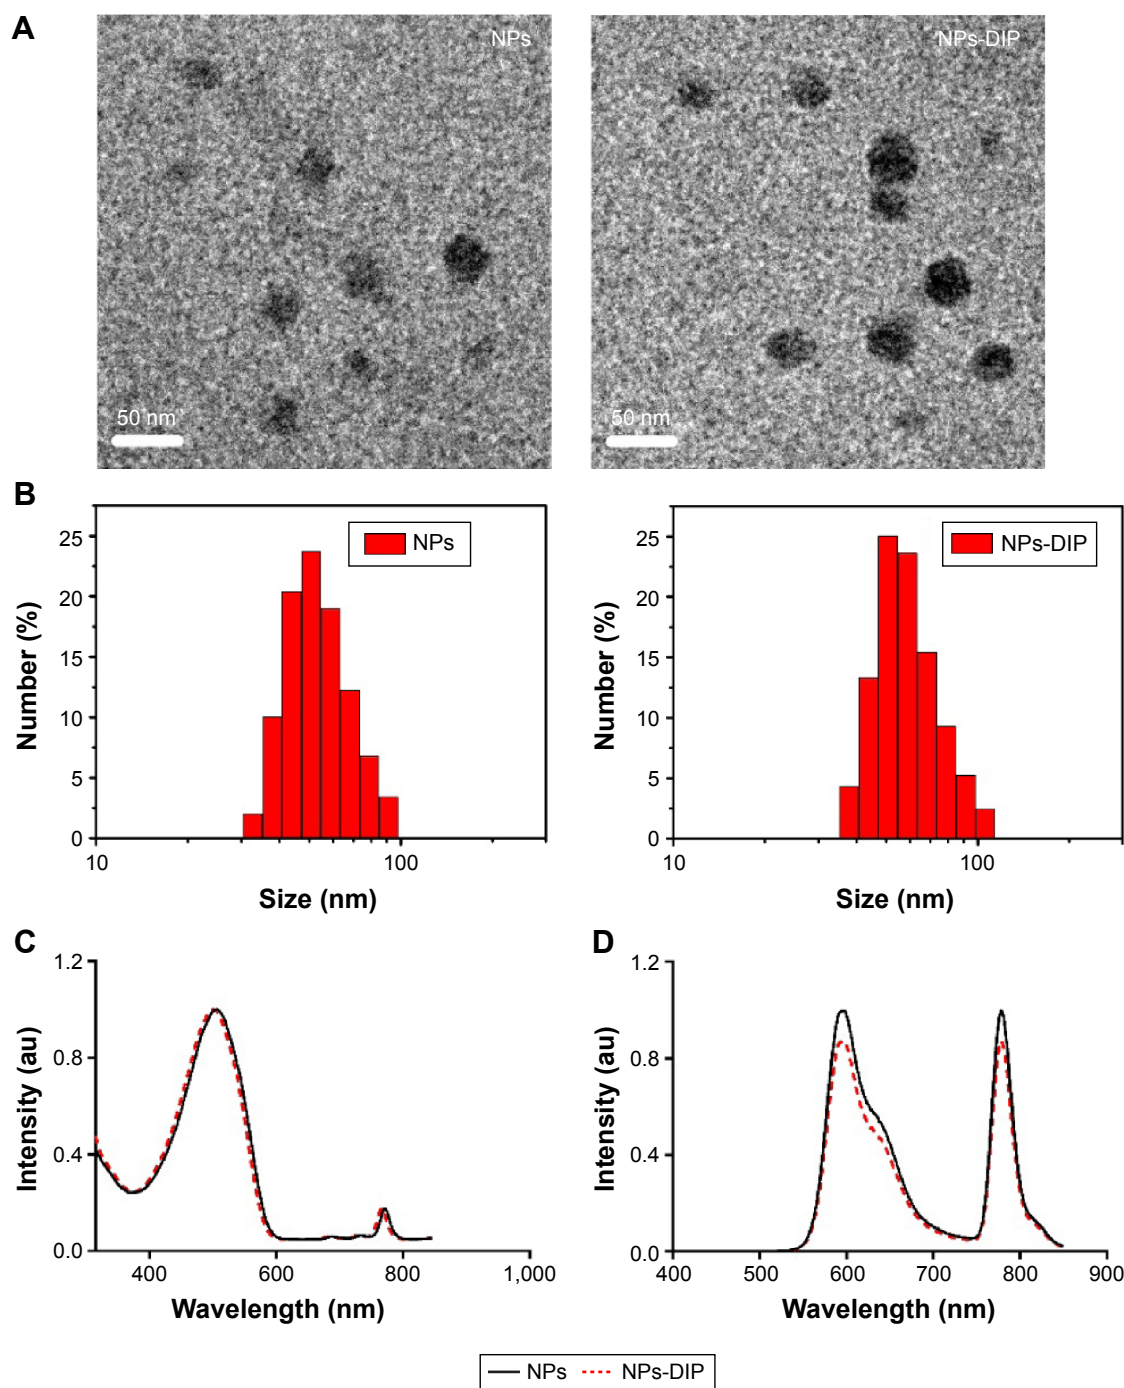 A
NPs
NPs-DIP
50 nm
50 nm
B
25
20
15
10
5
0
Number (%)
NPs
10
100
Size (nm)
25
20
15
10
5
0
Number (%)
NPs-DIP
10
100
Size (nm)
C
1.2
0.8
0.4
0.0
Intensity (au)
400
600
800
1,000
Wavelength (nm)
D
1.2
0.8
0.4
0.0
Intensity (au)
400
500
600
700
800
900
Wavelength (nm)
NPs
NPs-DIP